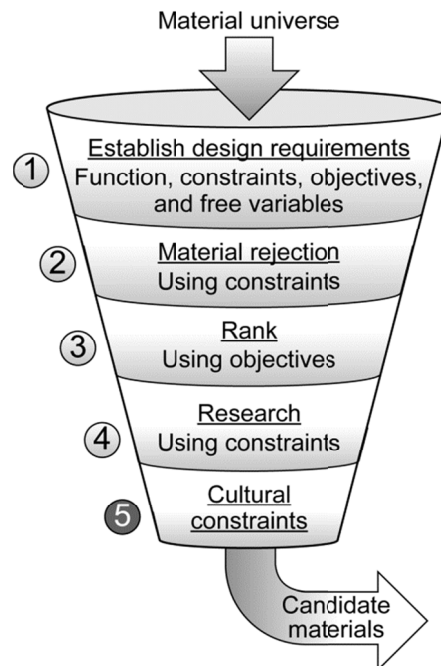 Material universe
1
Establish design requirements
Function, constraints, objectives,
and free variables
2
Material rejection
Using constraints
3
Rank
Using objectives
4
Research
Using constraints
5
Cultural
constraints
Candidate
materials